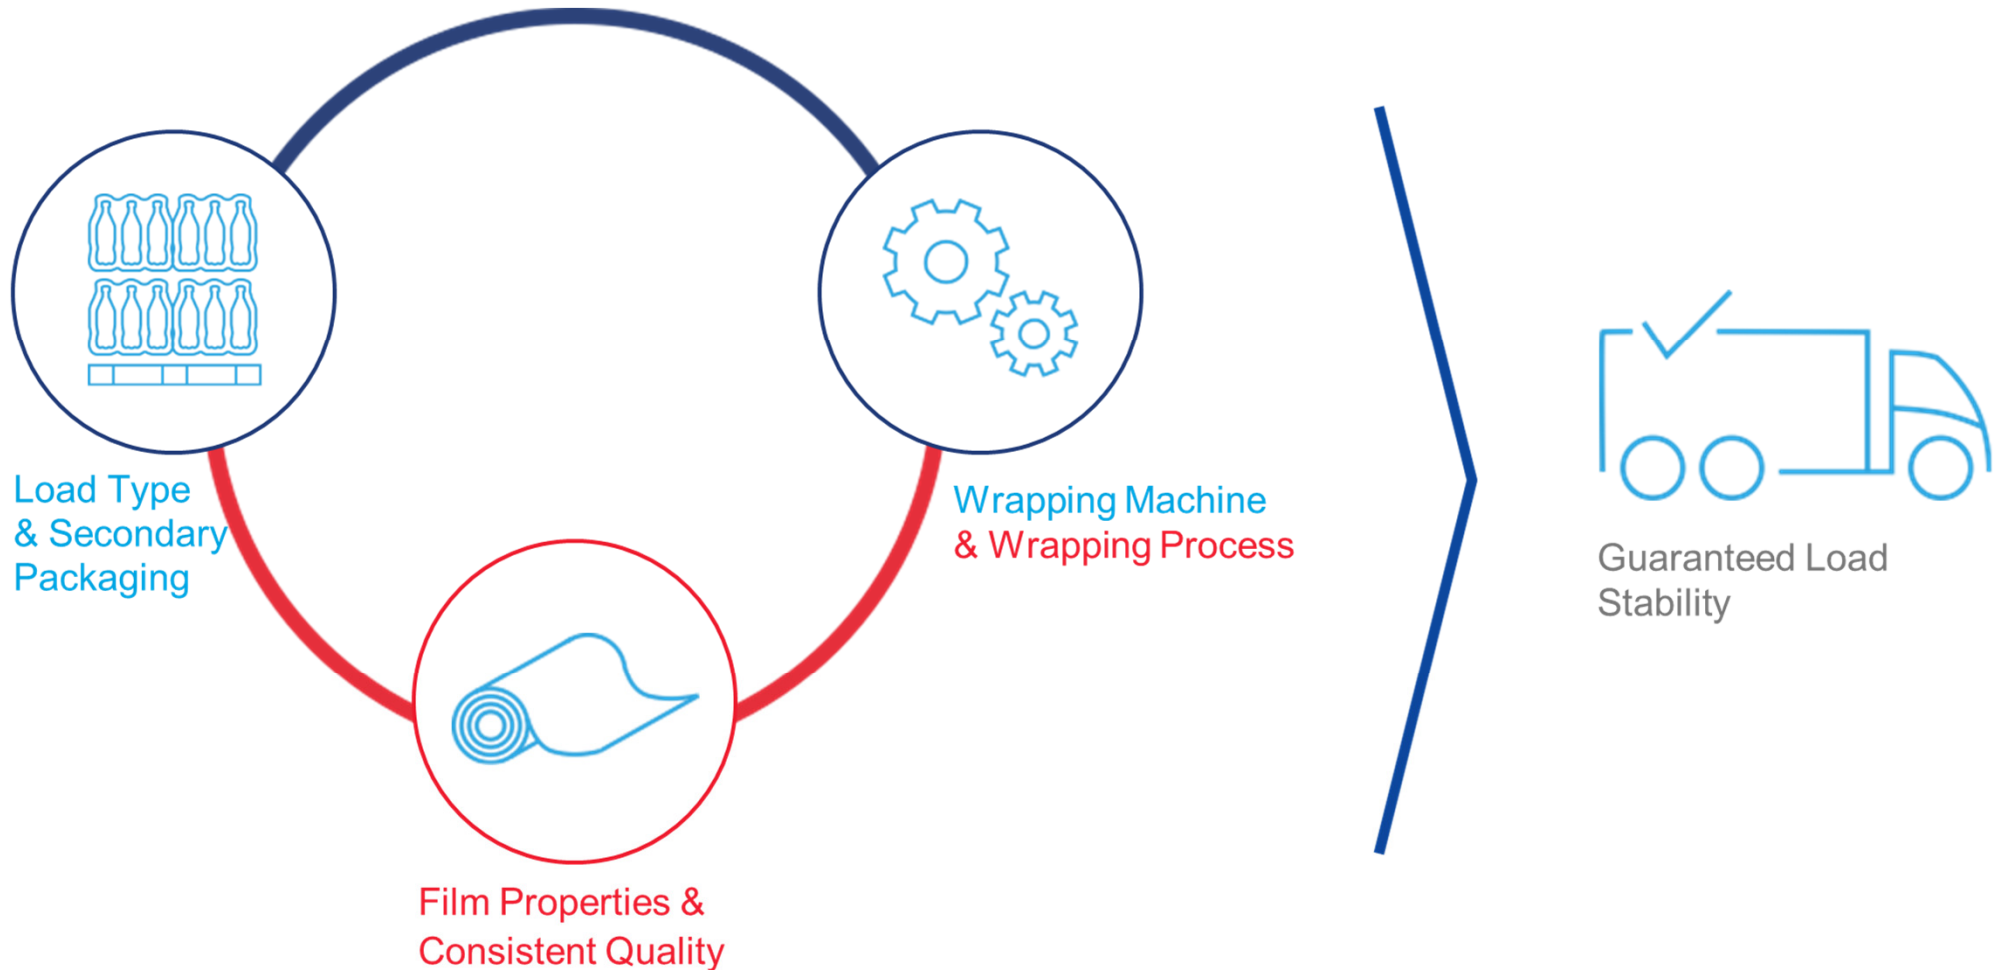 Load Type
& Secondary
Packaging
Wrapping Machine
& Wrapping Process
Film Properties &
Consistent Quality
Guaranteed Load
Stability